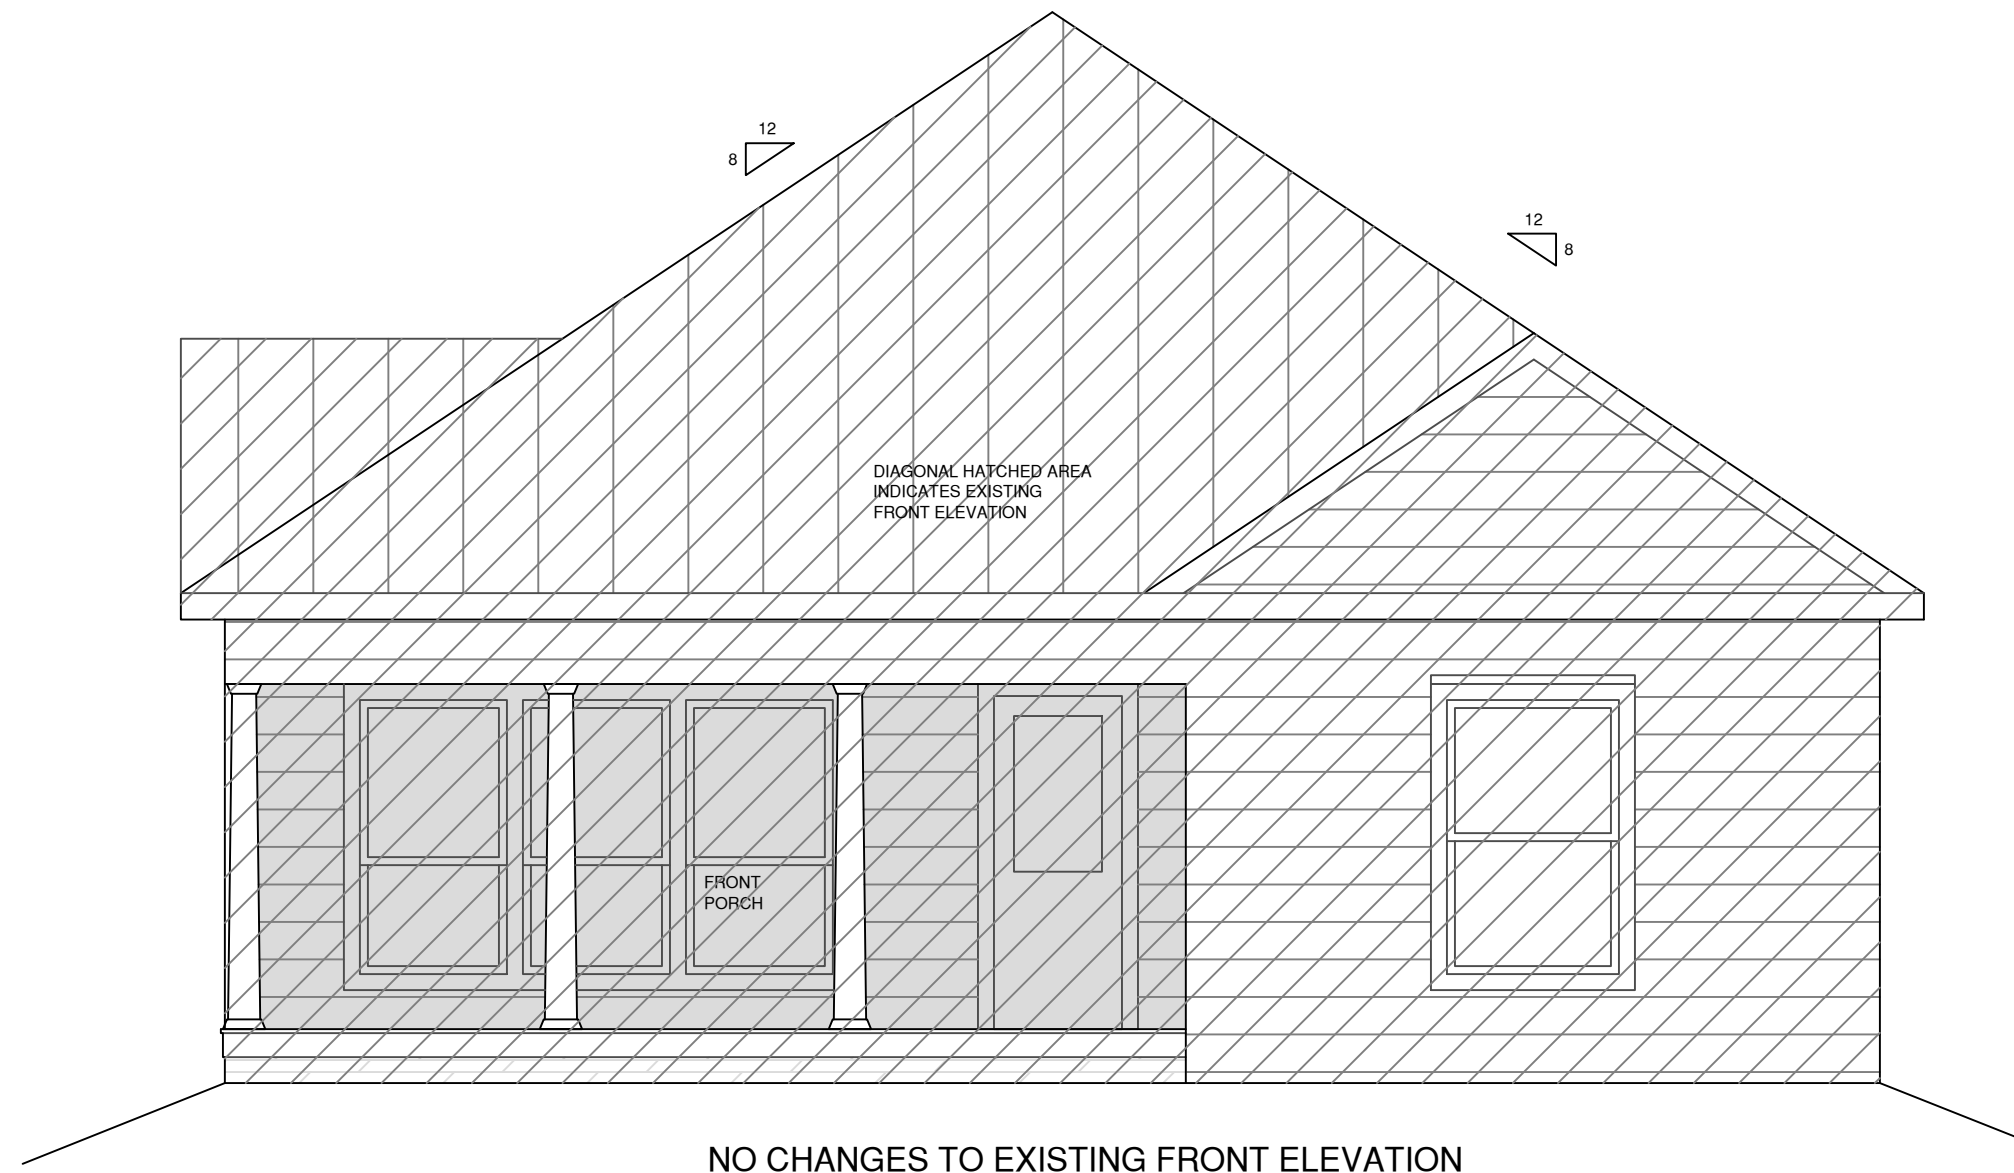 12
8
12
8
DIAGONAL HATCHED AREA
INDICATES EXISTING
FRONT ELEVATION
FRONT
PORCH
NO CHANGES TO EXISTING FRONT ELEVATION